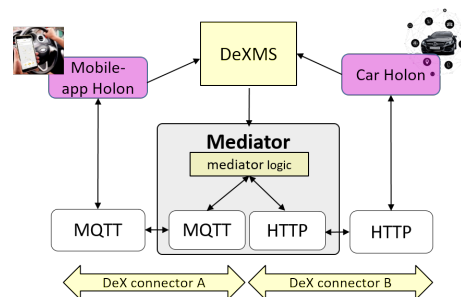 DeXMS
Mobile-
app Holon
Car Holon
Mediator
mediator logic
MQTT
MQTT
HTTP
HTTP
DeX connector A
DeX connector B